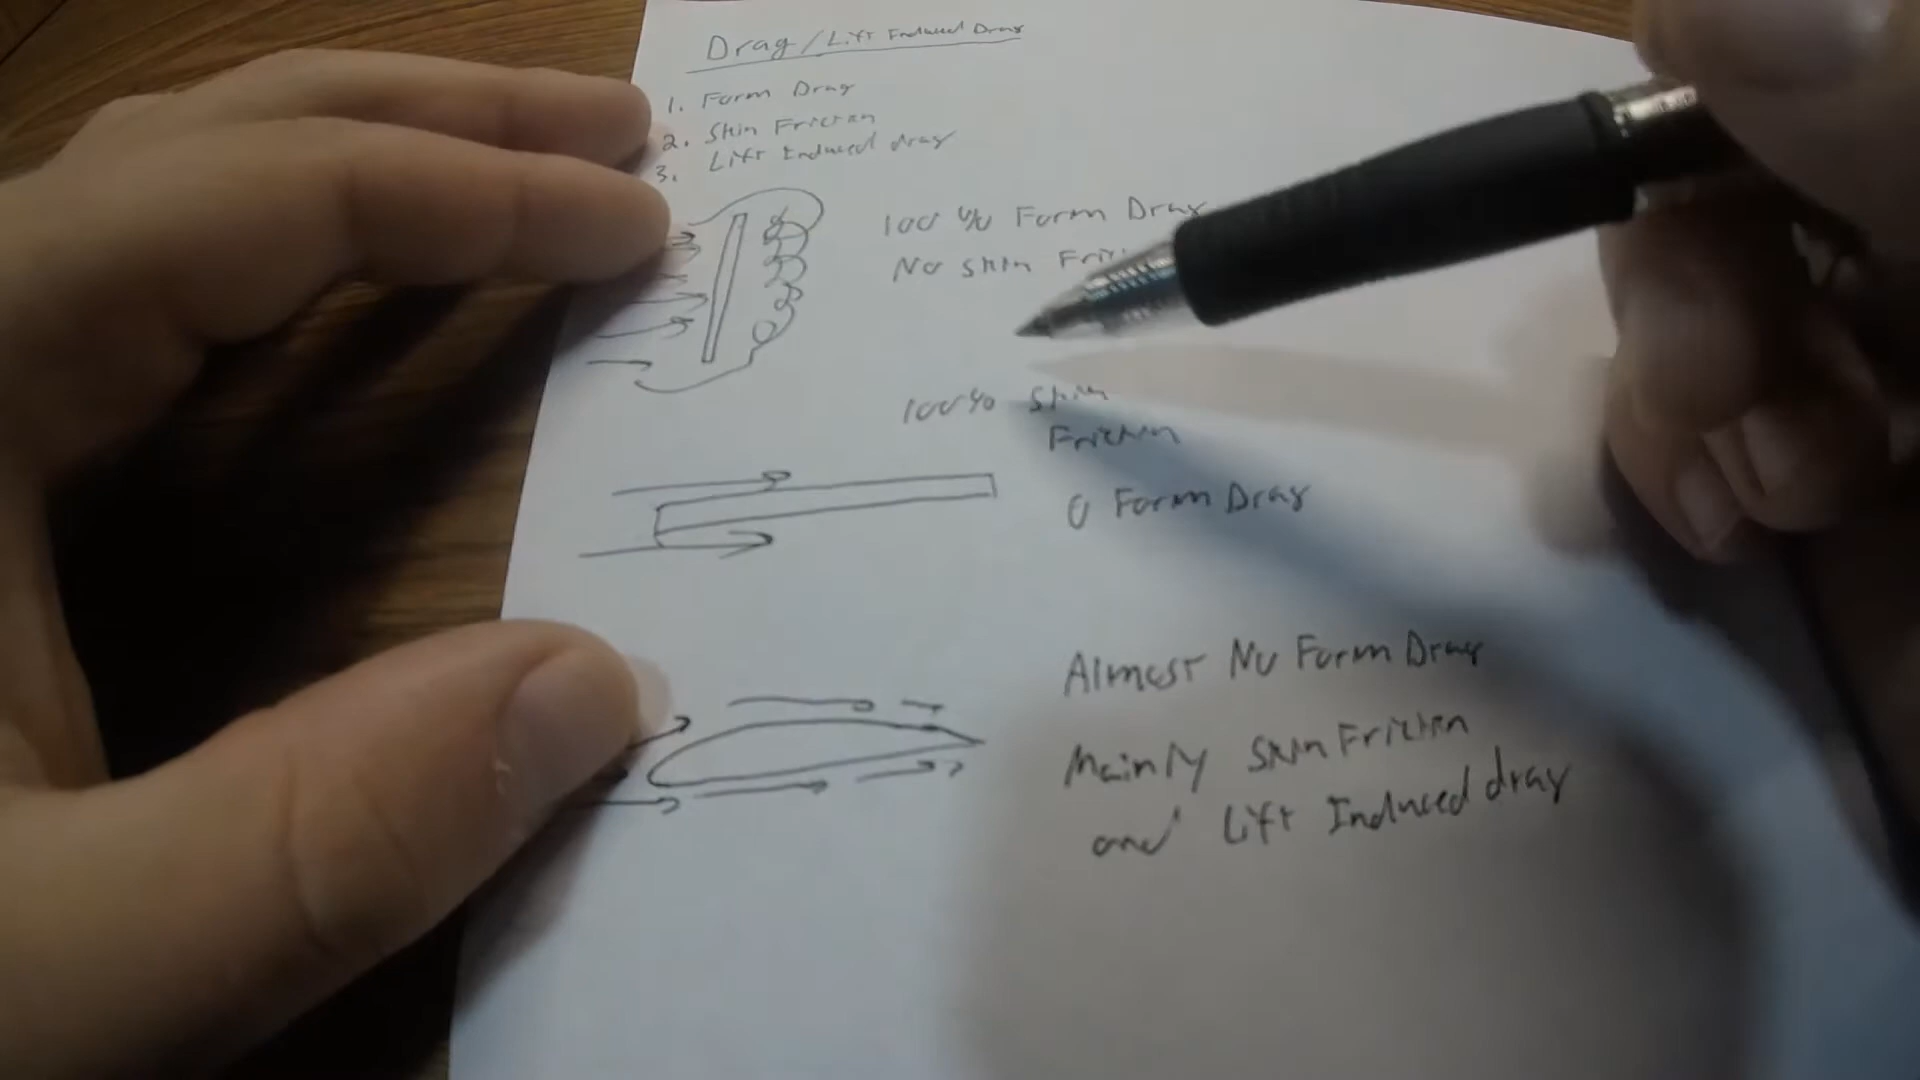 Drag / Lift Induced Drag
1. Form Drag
2. Skin Friction
3. Lift Induced drag
100% Form Drag
No Skin Fric
100% Skin
Friction
0 Form Drag
Almost No Form Drag
Mainly Skin Friction
and Lift Induced drag